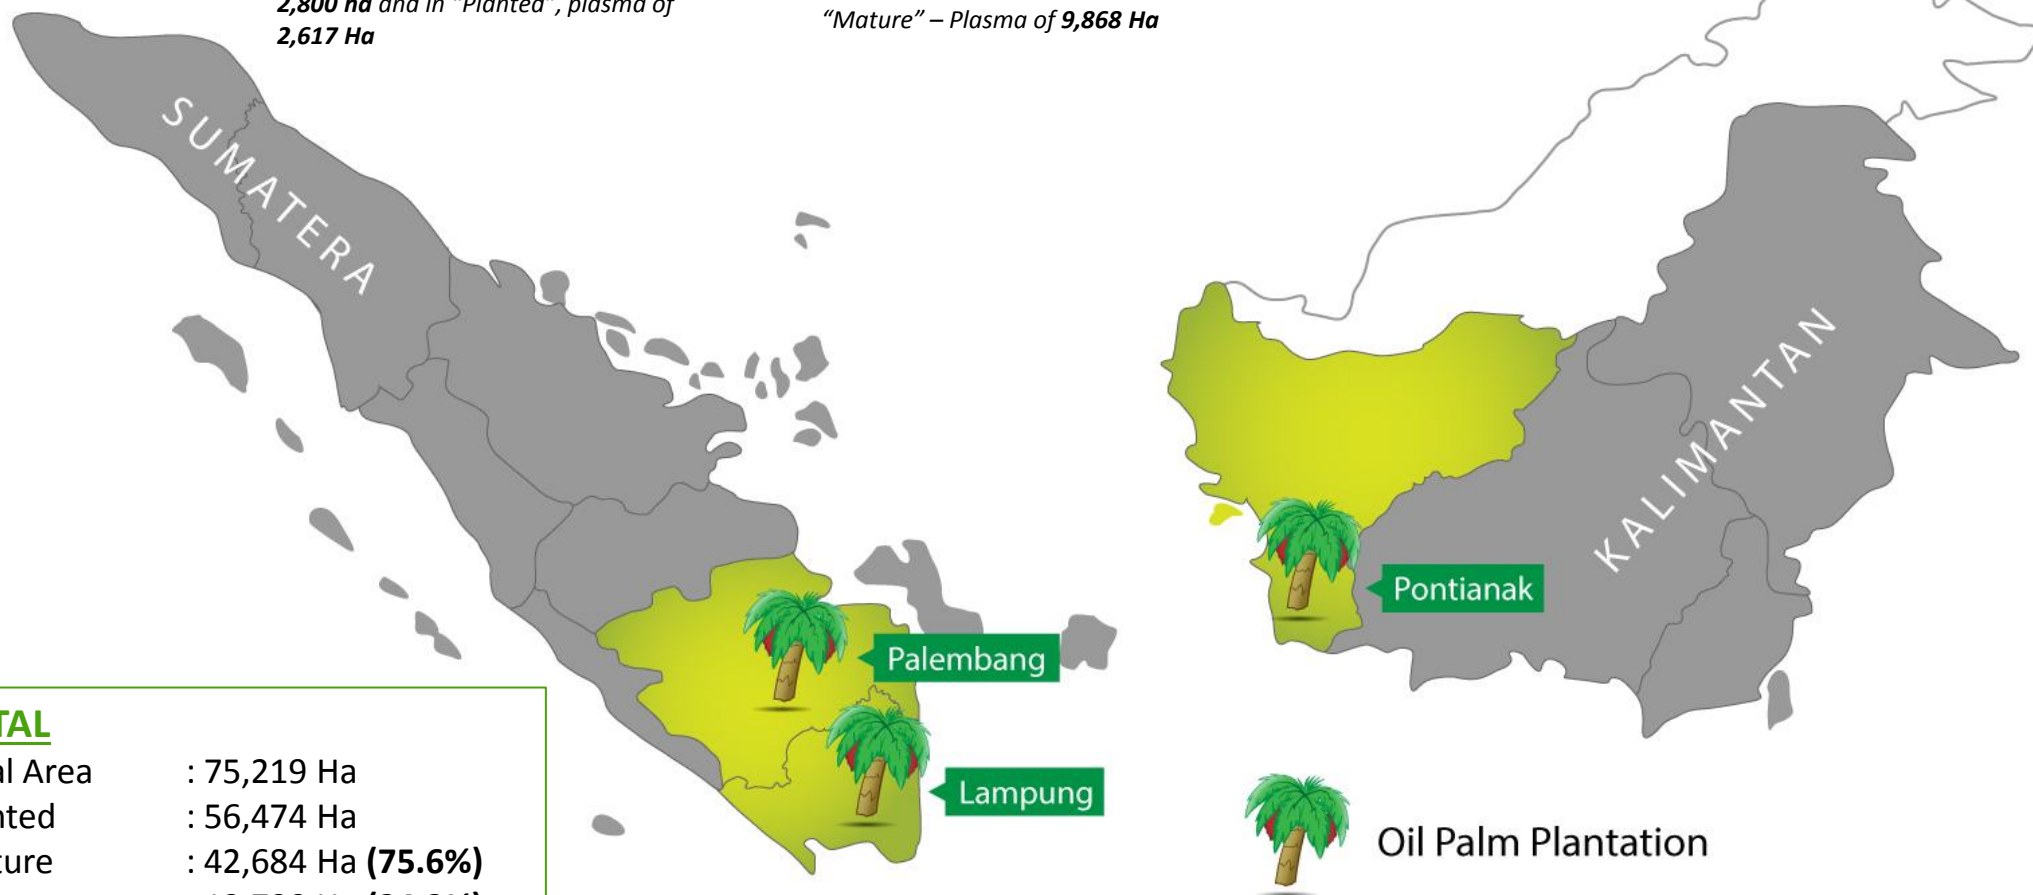 2,800 ha and in "Planted", plasma of
2,617 Ha
"Mature" – Plasma of 9,868 Ha
SUMATERA
KALIMANTAN
Pontianak
Palembang
Lampung
TAL
al Area : 75,219 Ha
nted : 56,474 Ha
ture : 42,684 Ha (75.6%)
Oil Palm Plantation